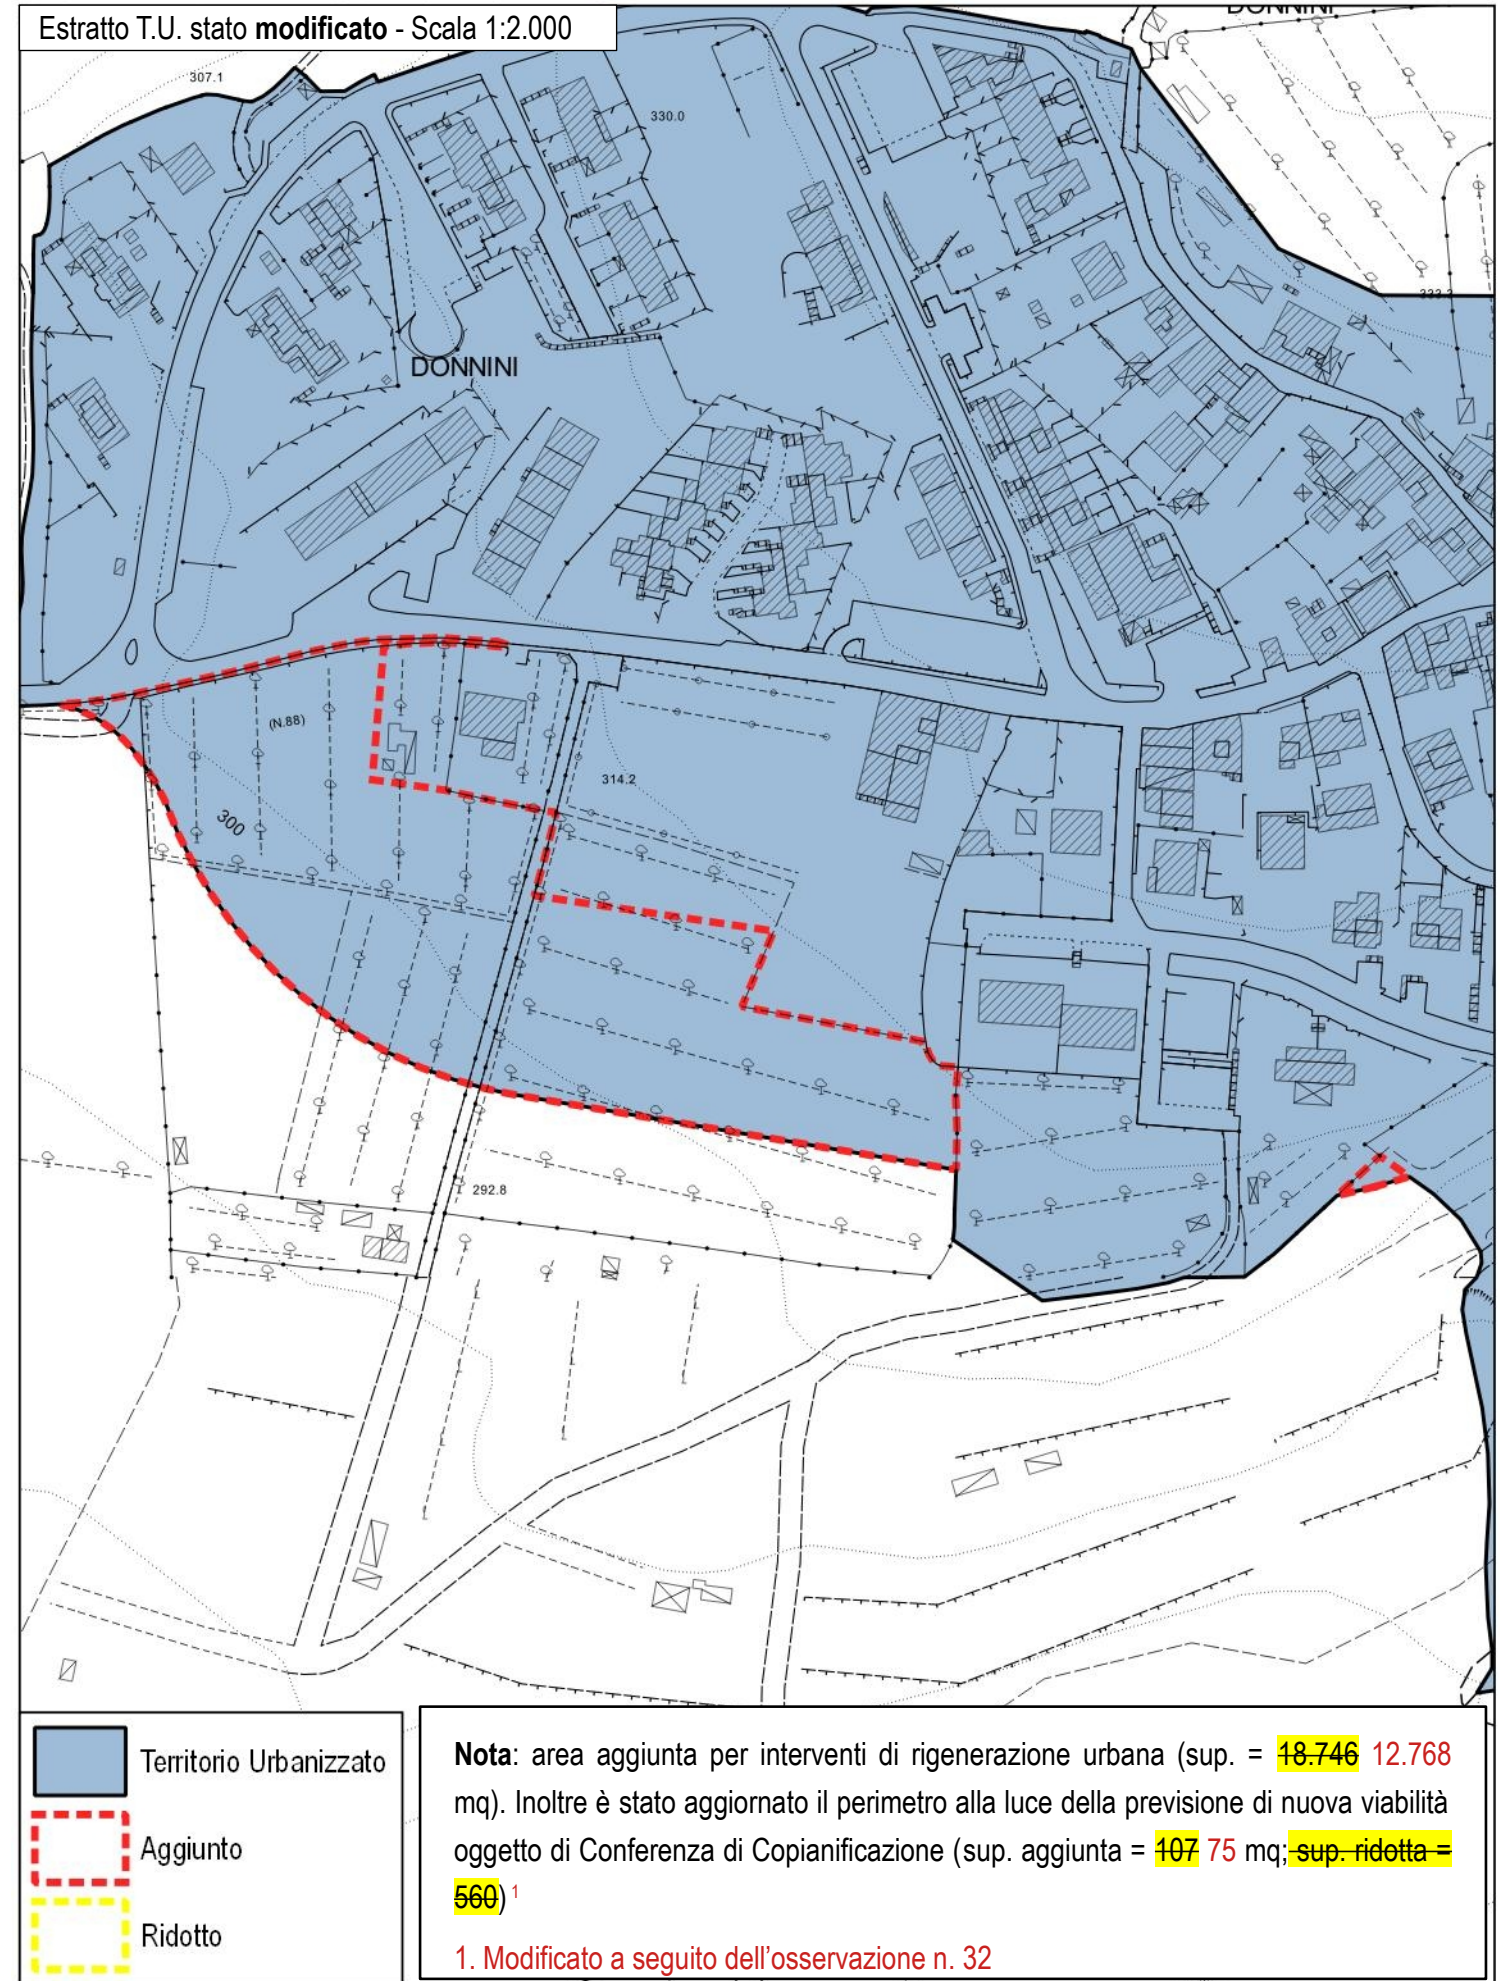 Estratto T.U. stato modificato - Scala 1:2.000
DONNINI
307.1
330.0
333.3
DONNINI
(N.88)
314.2
300
292.8
Territorio Urbanizzato
Aggiunto
Ridotto
Nota: area aggiunta per interventi di rigenerazione urbana (sup. = 18.746 12.768
mq). Inoltre è stato aggiornato il perimetro alla luce della previsione di nuova viabilità
oggetto di Conferenza di Copianificazione (sup. aggiunta = 107 75 mq; sup. ridotta =
560) 1
1. Modificato a seguito dell'osservazione n. 32